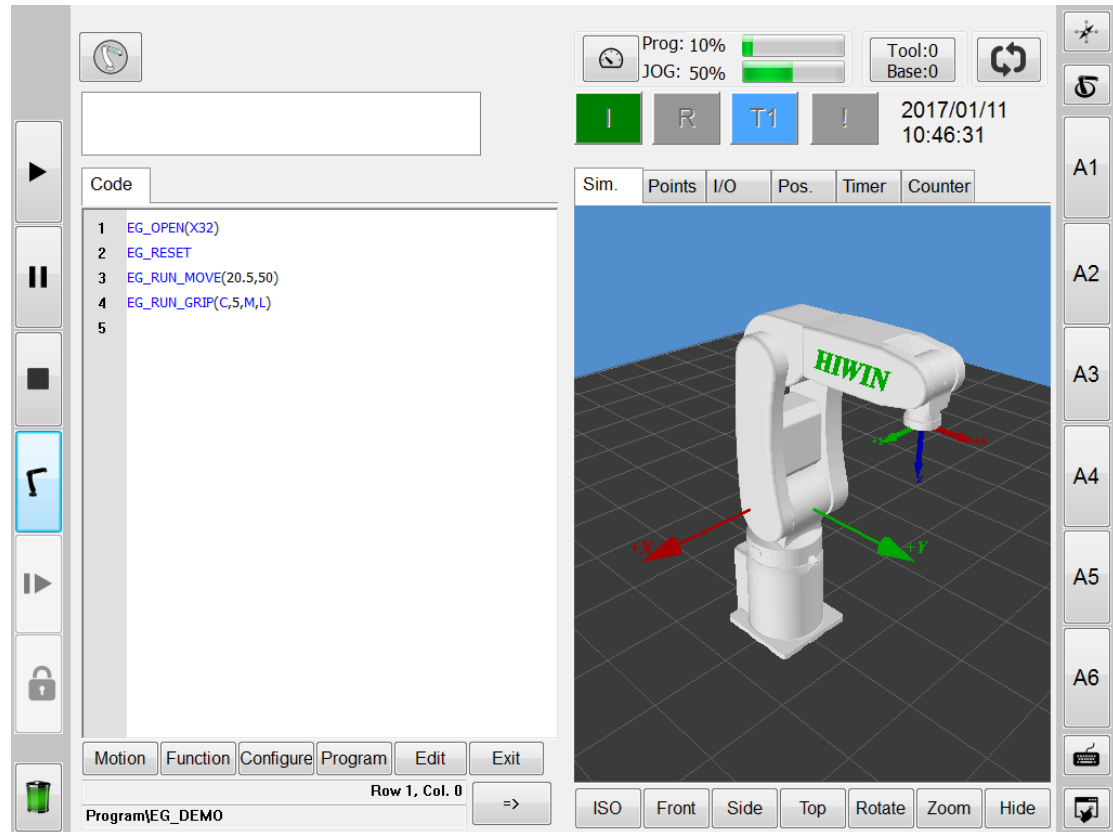 Prog: 10%
JOG: 50%
Tool:0
Base:0
I
R
T1
!
2017/01/11
10:46:31
Code
1 EG_OPEN(X32)
2 EG_RESET
3 EG_RUN_MOVE(20.5,50)
4 EG_RUN_GRIP(C,5,M,L)
5
Motion
Function
Configure
Program
Edit
Exit
Row 1, Col. 0
Program\EG_DEMO
=>
Sim.
Points
I/O
Pos.
Timer
Counter
HIWIN
+X
+Y
ISO
Front
Side
Top
Rotate
Zoom
Hide
A1
A2
A3
A4
A5
A6